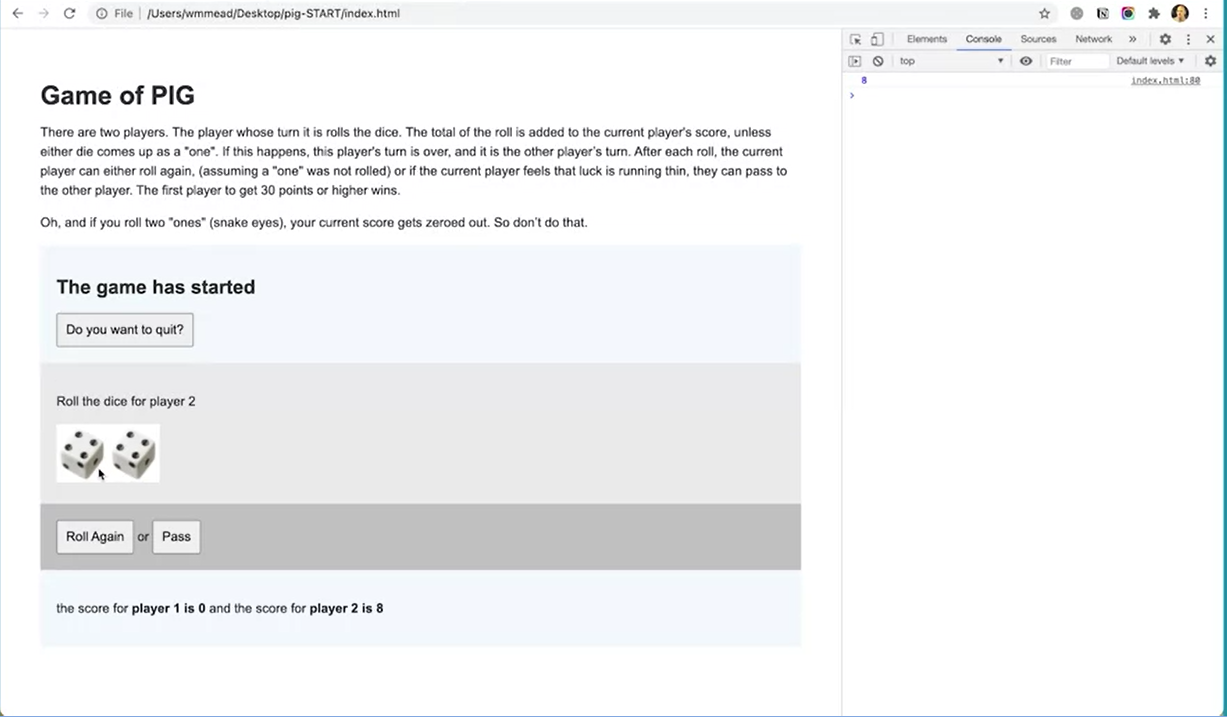 File | /Users/wmmead/Desktop/pig-START/index.html
Elements Console Sources Network »
top Filter Default levels
8 index.html:80
>
Game of PIG
There are two players. The player whose turn it is rolls the dice. The total of the roll is added to the current player's score, unless
either die comes up as a "one". If this happens, this player's turn is over, and it is the other player's turn. After each roll, the current
player can either roll again, (assuming a "one" was not rolled) or if the current player feels that luck is running thin, they can pass to
the other player. The first player to get 30 points or higher wins.
Oh, and if you roll two "ones" (snake eyes), your current score gets zeroed out. So don't do that.
The game has started
Do you want to quit?
Roll the dice for player 2
Roll Again or Pass
the score for player 1 is 0 and the score for player 2 is 8